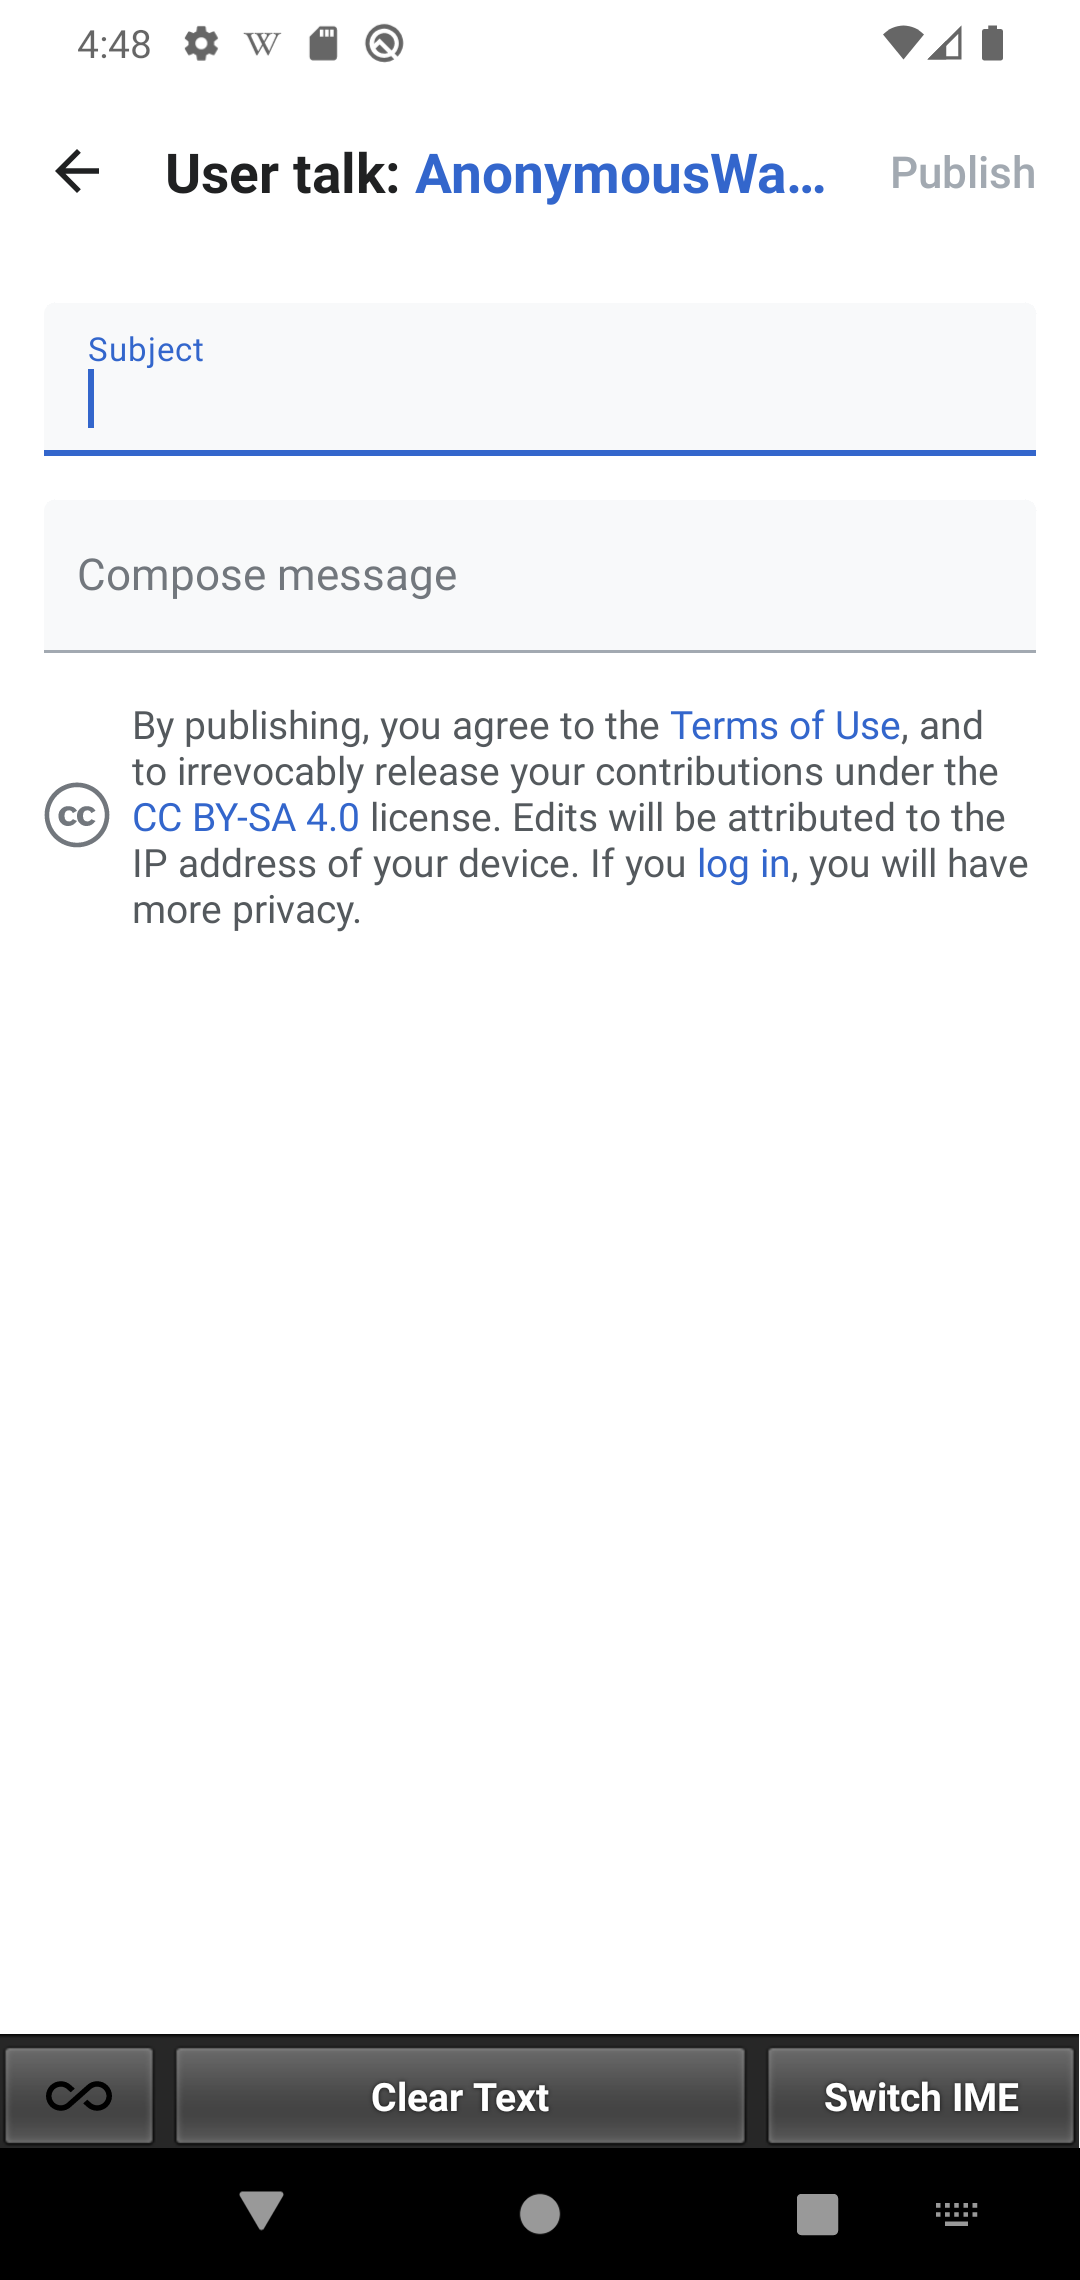 4:48
User talk: AnonymousWa...
Publish
Subject
Compose message
By publishing, you agree to the Terms of Use, and
to irrevocably release your contributions under the
CC BY-SA 4.0 license. Edits will be attributed to the
IP address of your device. If you log in, you will have
more privacy.
Clear Text
Switch IME